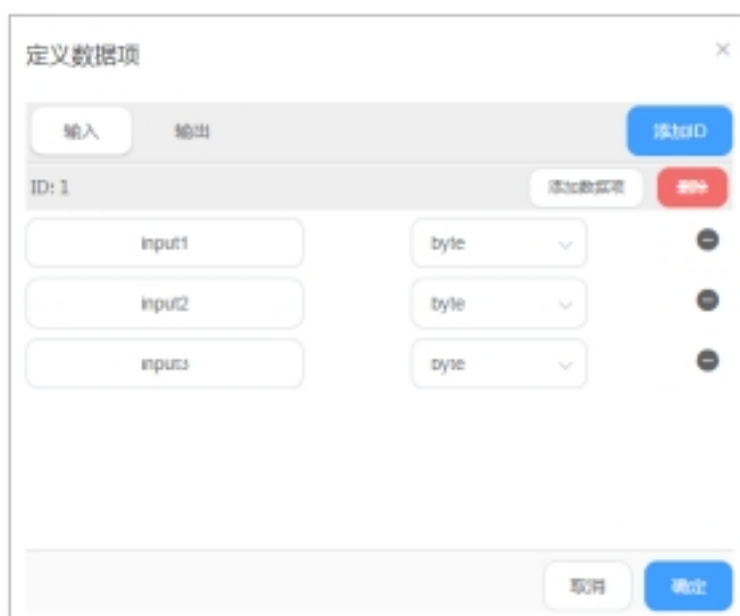 定义数据项
输入 输出 添加ID
ID: 1 添加数据项 删除
input1 byte
input2 byte
input3 byte
取消 确定